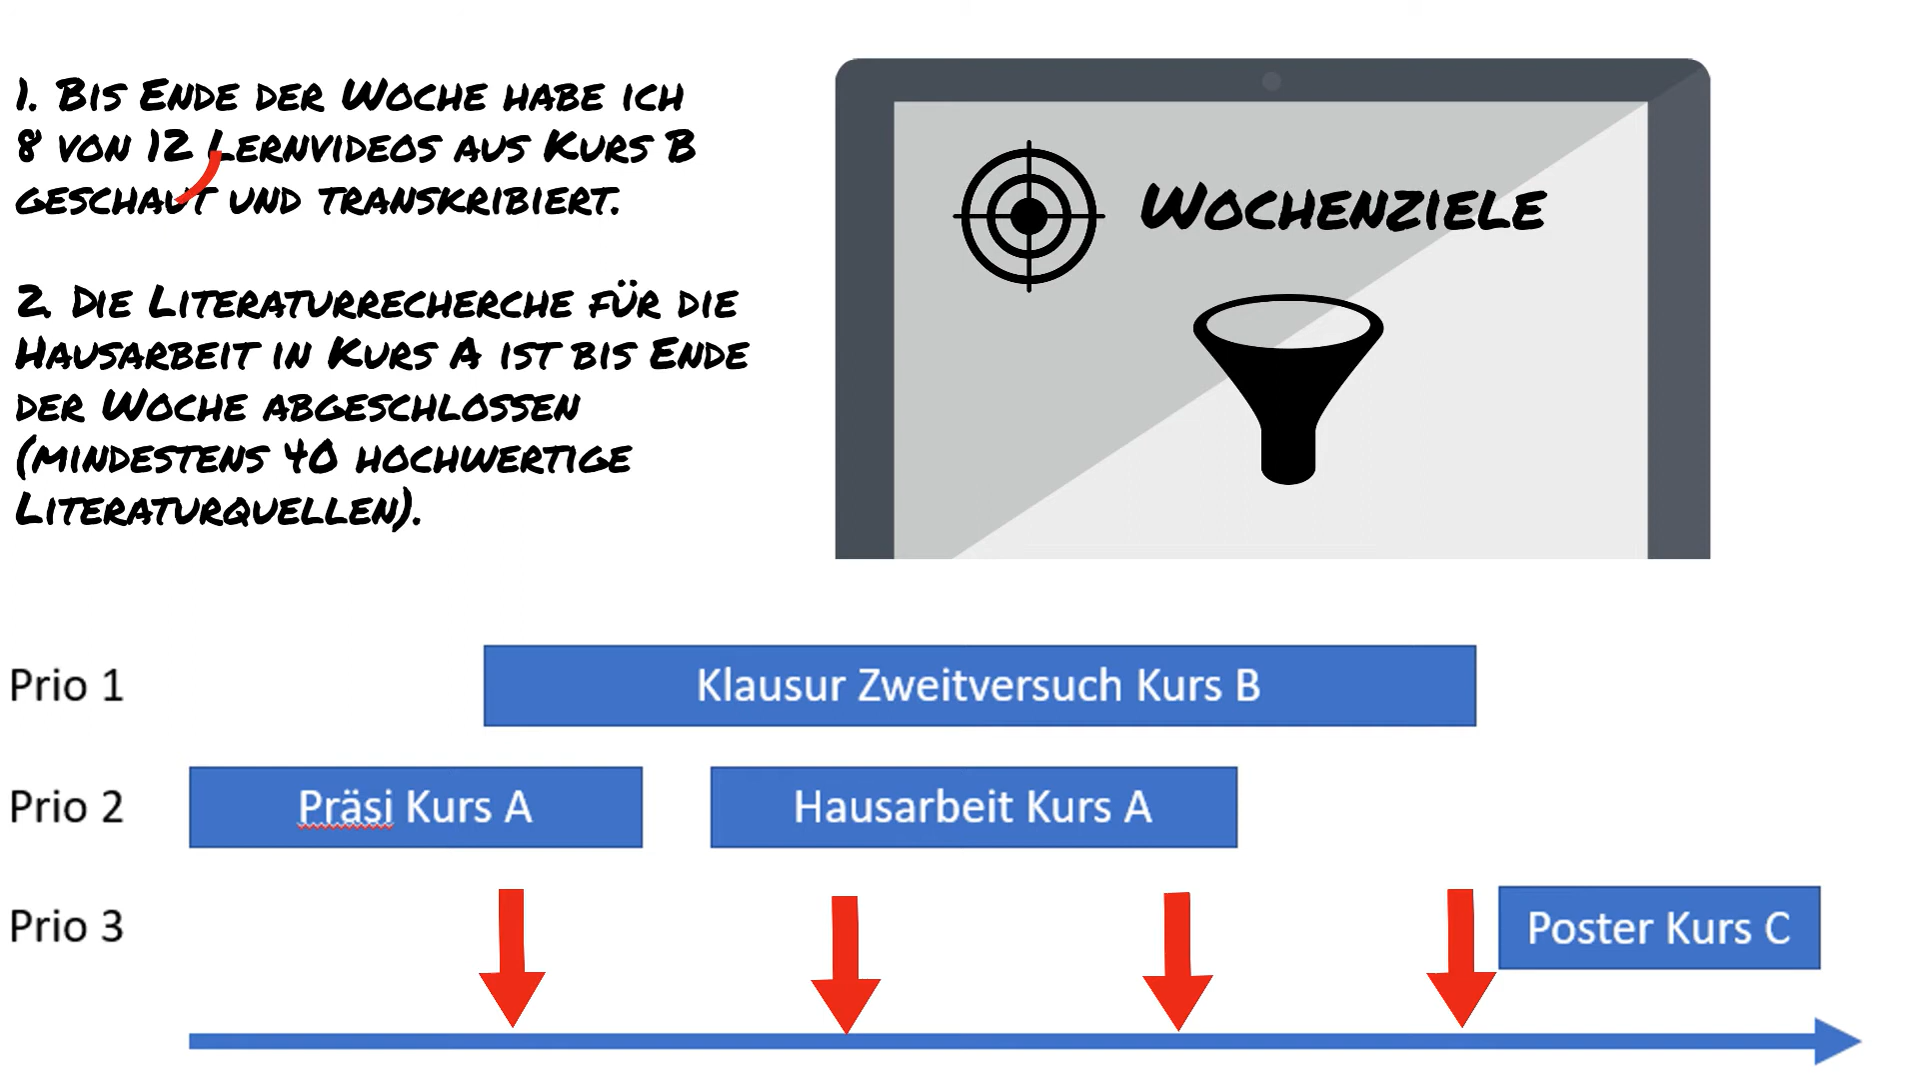 1. Bis Ende der Woche habe ich
8 von 12 Lernvideos aus Kurs B
geschaut und transkribiert.
2. Die Literaturrecherche für die
Hausarbeit in Kurs A ist bis Ende
der Woche abgeschlossen
(mindestens 40 hochwertige
Literaturquellen).
Wochenziele
Prio 1
Klausur Zweitversuch Kurs B
Prio 2
Präsi Kurs A
Hausarbeit Kurs A
Prio 3
Poster Kurs C